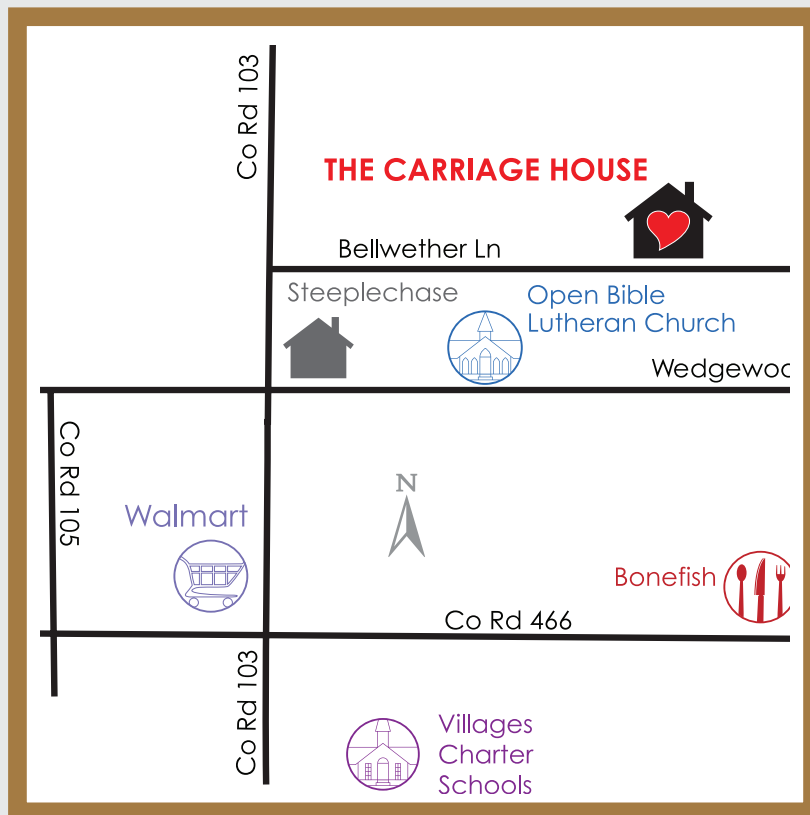 Co Rd 103
THE CARRIAGE HOUSE
Bellwether Ln
Steeplechase
Open Bible
Lutheran Church
Wedgewoo
Co Rd 105
N
Walmart
Bonefish
Co Rd 466
Co Rd 103
Villages
Charter
Schools